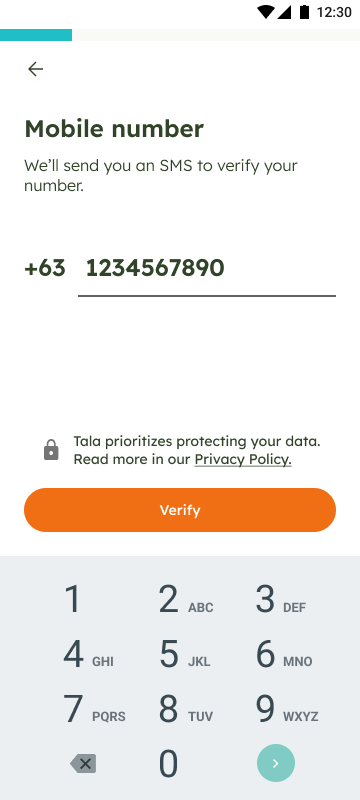 12:30
Mobile number
We'll send you an SMS to verify your
number.
+63 1234567890
Tala prioritizes protecting your data.
Read more in our Privacy Policy.
Verify
1 2 ABC 3 DEF
4 GHI 5 JKL 6 MNO
7 PQRS 8 TUV 9 WXYZ
0